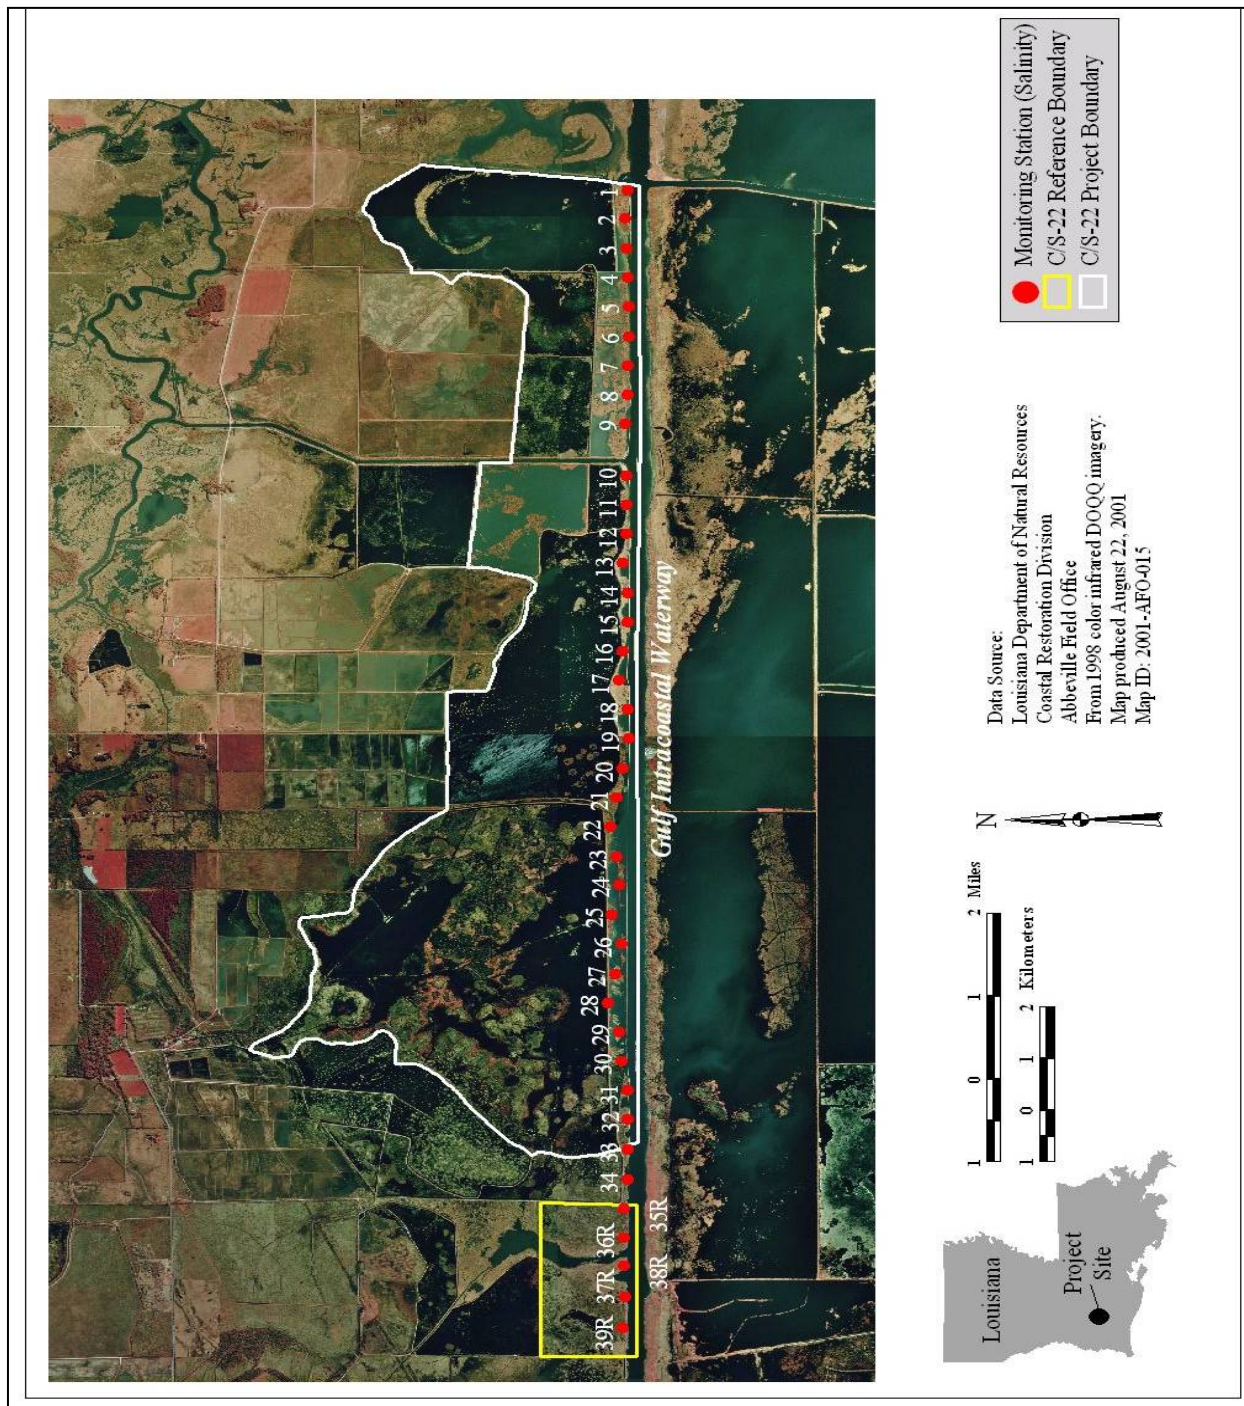 39R
37R
36R
38R
35R
34
33
32
31
30
29
28
27
26
25
24
23
22
21
20
19
18
17
16
15
14
13
12
11
10
9
8
7
6
5
4
3
2
1
Gulf Intracoastal Waterway
Louisiana
Project
Site
1 0 1 2 Miles
1 0 1 2 Kilometers
N
Data Source:
Louisiana Department of Natural Resources
Coastal Restoration Division
Abbeville Field Office
From 1998 color infrared DOQQ imagery.
Map produced August 22, 2001
Map ID: 2001-AFO-015
Monitoring Station (Salinity)
C/S-22 Reference Boundary
C/S-22 Project Boundary